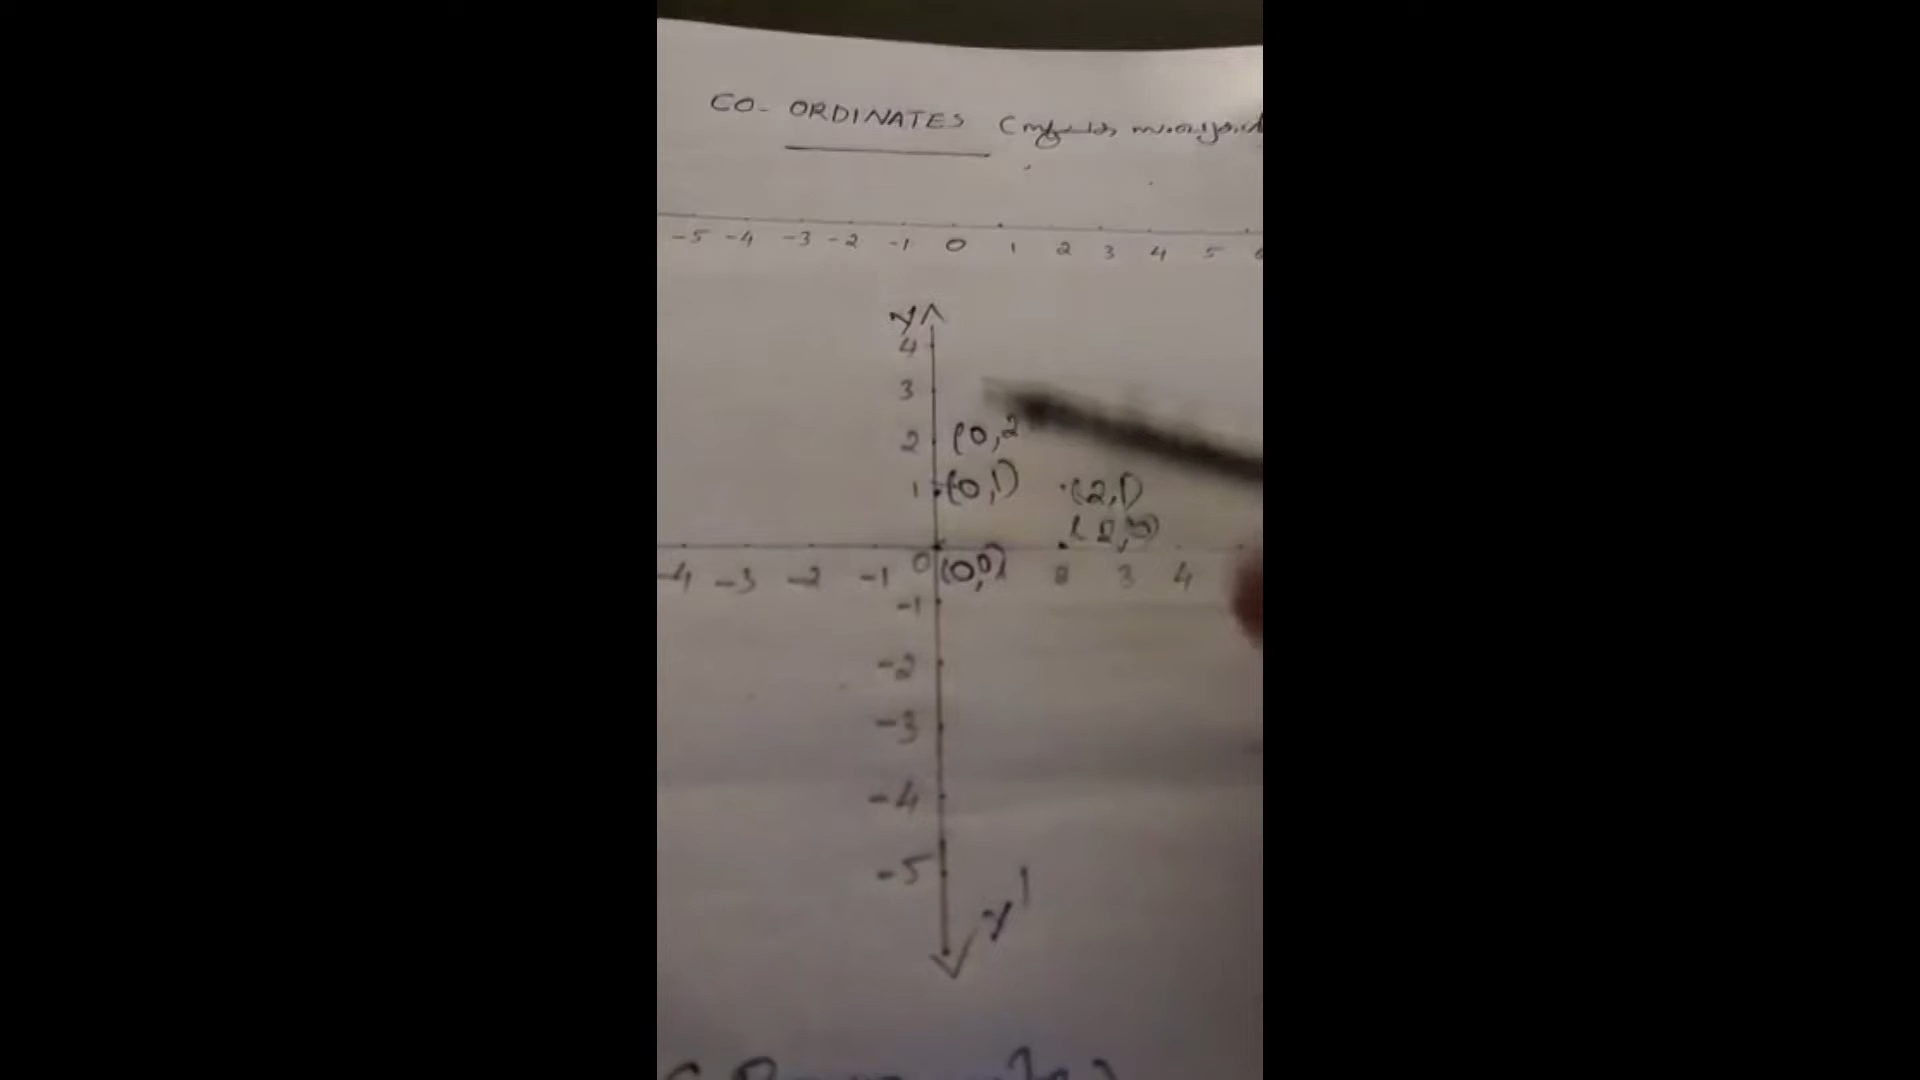 CO-ORDINATES
-5 -4 -3 -2 -1 0 1 2 3 4 5
y
4
3
2 (0,2
1 (0,1) (2,1)
-4 -3 -2 -1 0 (0,0) 3 4
-1
-2
-3
-4
-5
y'